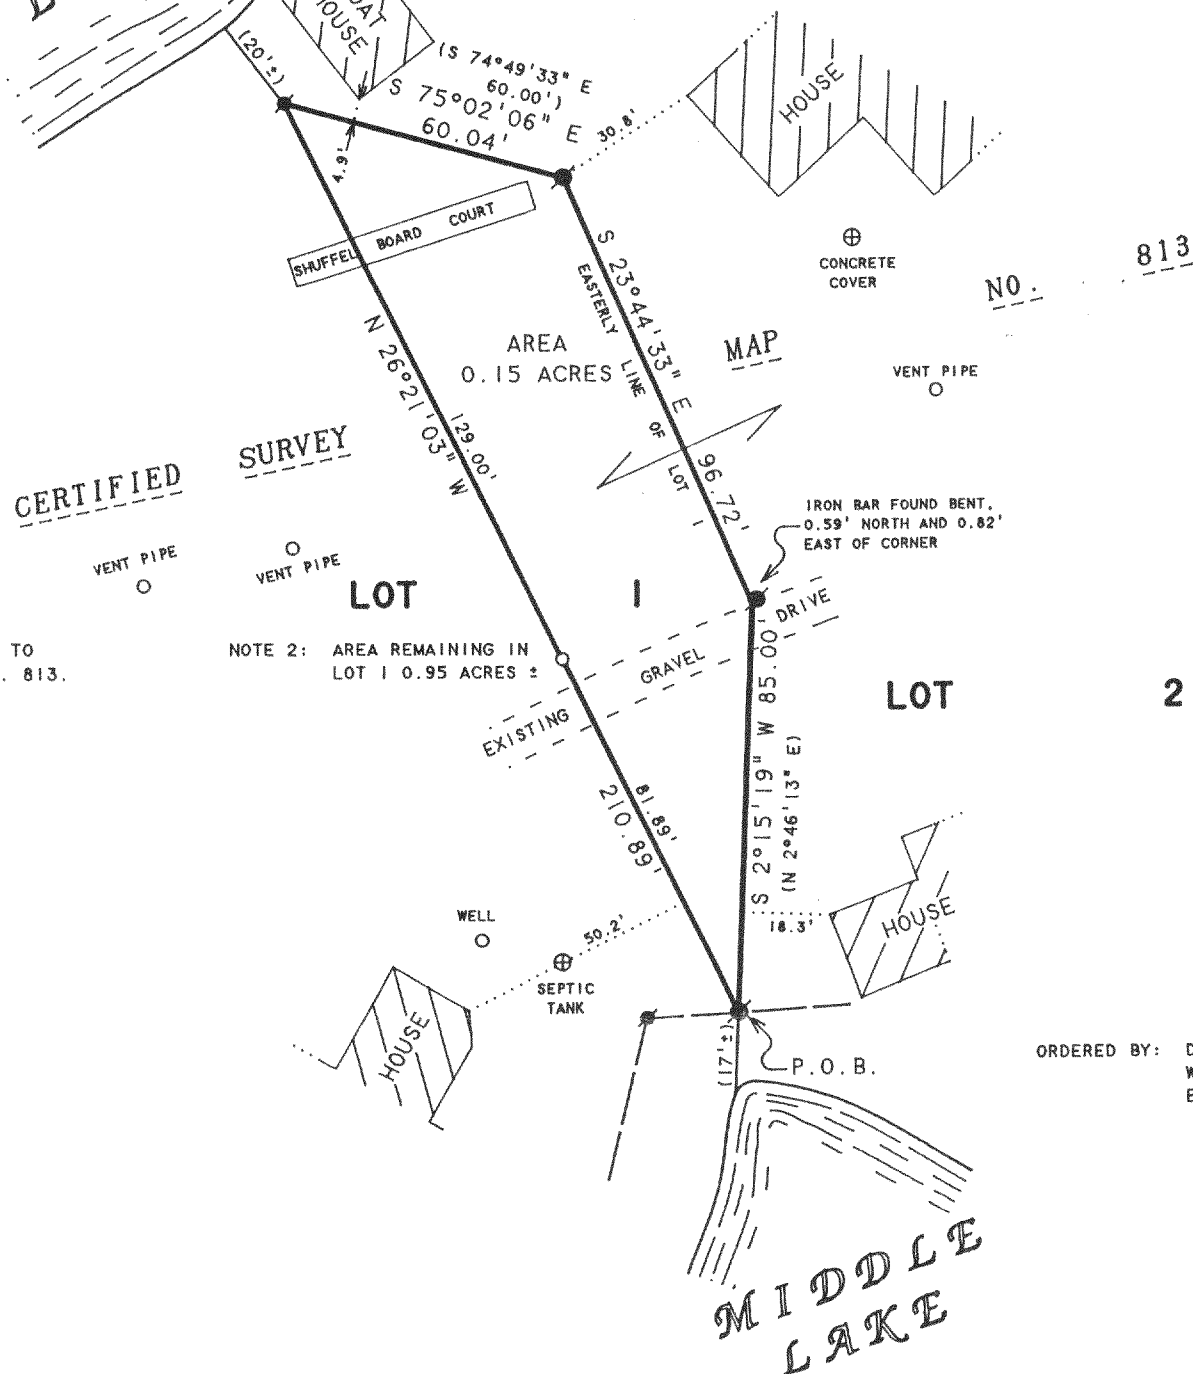 (20'±)
HOUSE
(S 74°49'33" E
60.00')
S 75°02'06" E
60.04'
30.8'
HOUSE
4.9'
SHUFFEL BOARD COURT
CONCRETE
COVER
NO. 813
S 23°44'33" E 96.72'
EASTERLY LINE OF LOT 1
N 26°21'03" W
129.00'
AREA
0.15 ACRES
MAP
VENT PIPE
CERTIFIED SURVEY
IRON BAR FOUND BENT,
0.59' NORTH AND 0.82'
EAST OF CORNER
VENT PIPE
VENT PIPE
LOT 1
DRIVE
TO
. 813.
NOTE 2: AREA REMAINING IN
LOT 1 0.95 ACRES ±
GRAVEL
EXISTING
LOT 2
S 2°15'19" W 85.00'
(N 2°46'13" E)
81.89'
210.89'
WELL
50.2'
18.3'
HOUSE
SEPTIC
TANK
HOUSE
(17'±)
P.O.B.
ORDERED BY:
MIDDLE
LAKE